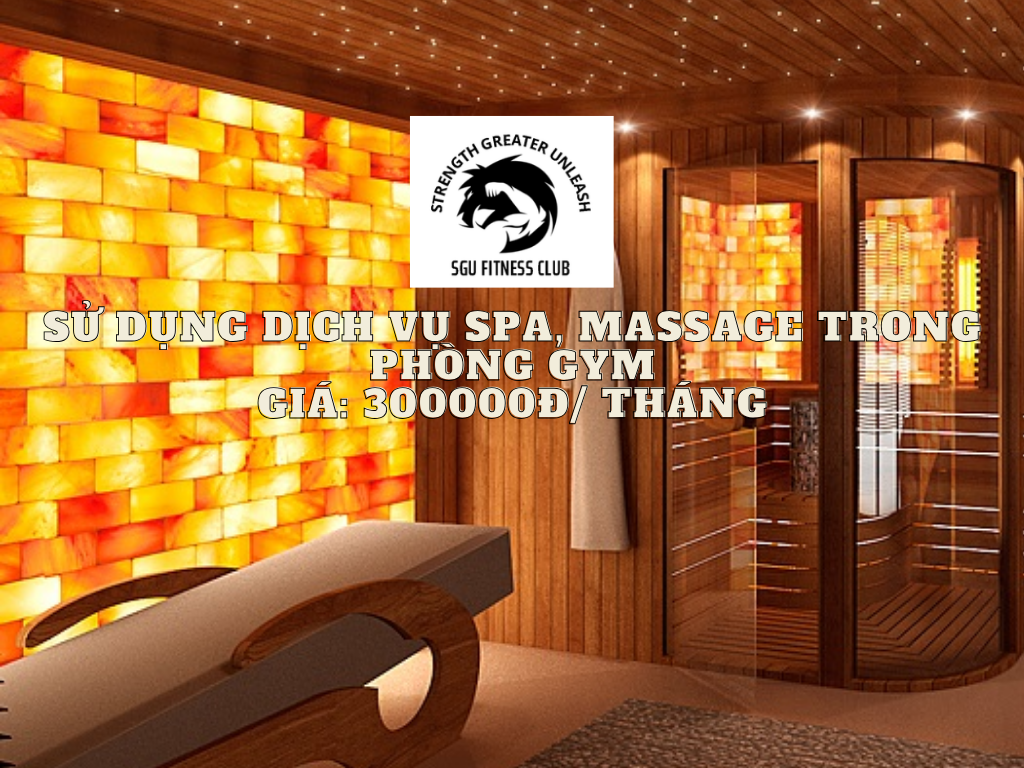 STRENGTH GREATER UNLEASH
SGU FITNESS CLUB
SỬ DỤNG DỊCH VỤ SPA, MASSAGE TRONG
PHÒNG GYM
GIÁ: 300000Đ/ THÁNG